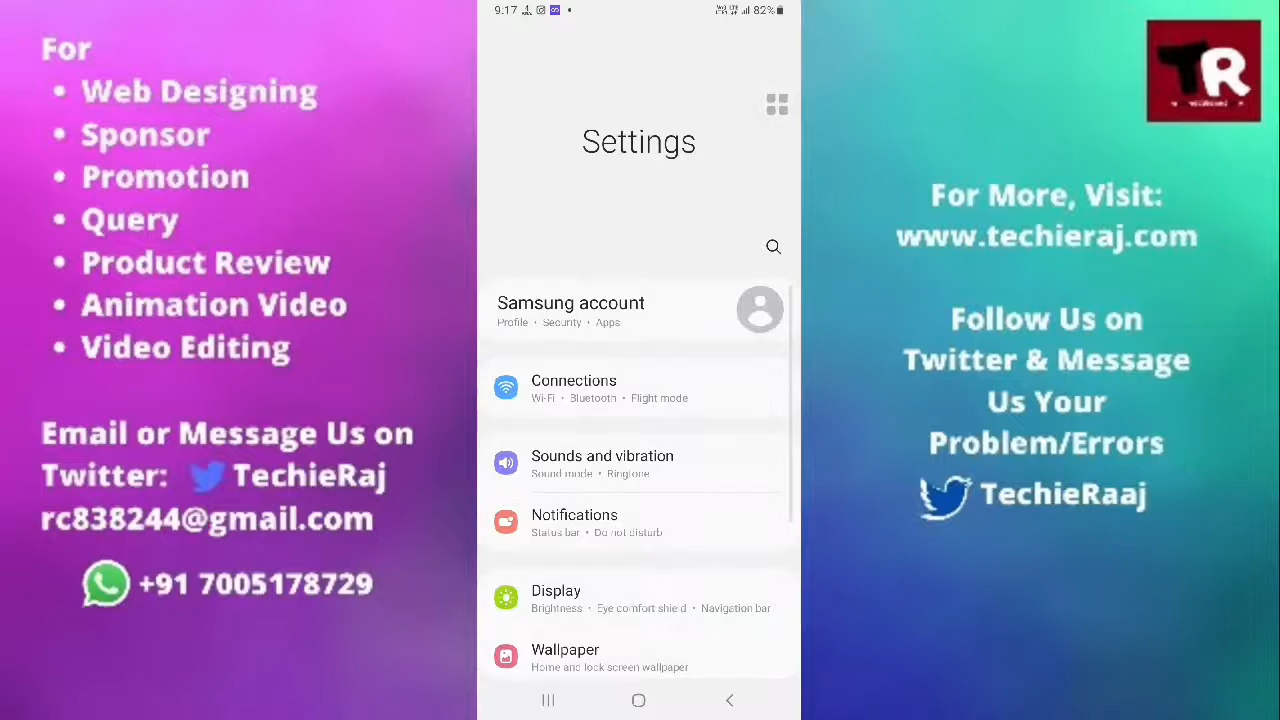 For
• Web Designing
• Sponsor
• Promotion
• Query
• Product Review
• Animation Video
• Video Editing
Email or Message Us on
Twitter: TechieRaj
rc838244@gmail.com
+91 7005178729
9:17
82%
Settings
Samsung account
Profile • Security • Apps
Connections
Wi-Fi • Bluetooth • Flight mode
Sounds and vibration
Sound mode • Ringtone
Notifications
Status bar • Do not disturb
Display
Brightness • Eye comfort shield • Navigation bar
Wallpaper
Home and lock screen wallpaper
TR
For More, Visit:
www.techieraj.com
Follow Us on
Twitter & Message
Us Your
Problem/Errors
TechieRaaj